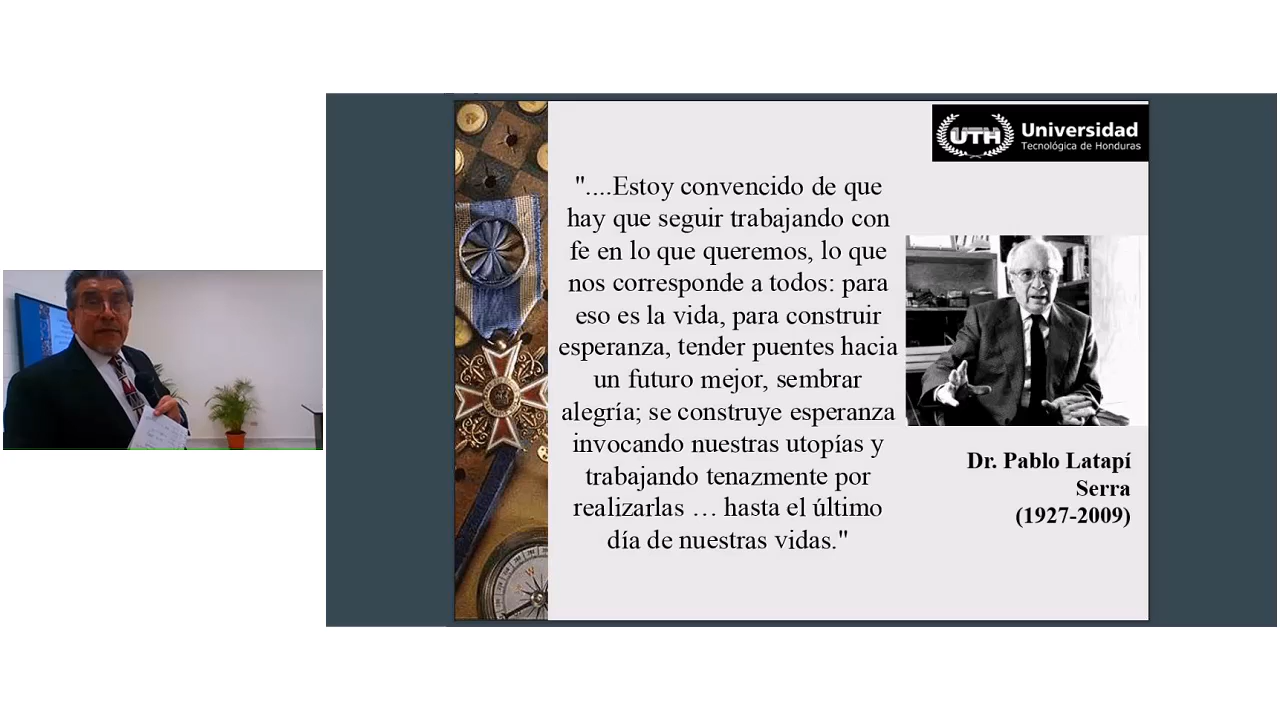 UTH
Universidad
Tecnológica de Honduras
"....Estoy convencido de que
hay que seguir trabajando con
fe en lo que queremos, lo que
nos corresponde a todos: para
eso es la vida, para construir
esperanza, tender puentes hacia
un futuro mejor, sembrar
alegría; se construye esperanza
invocando nuestras utopías y
trabajando tenazmente por
realizarlas … hasta el último
día de nuestras vidas."
Dr. Pablo Latapí
Serra
(1927-2009)